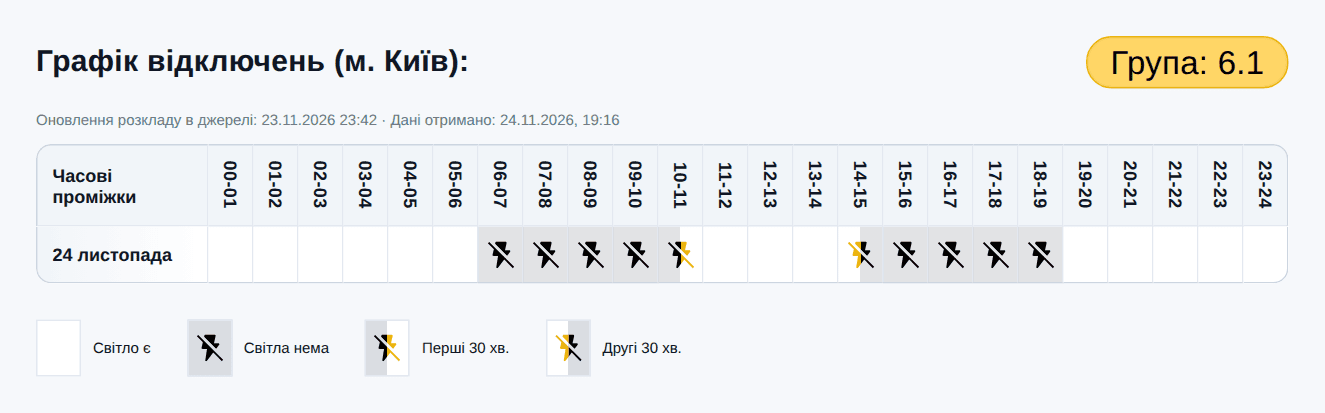 Графік відключень (м. Київ):
Група: 6.1
Оновлення розкладу в джерелі: 23.11.2026 23:42 · Дані отримано: 24.11.2026, 19:16
Часові
проміжки
00-01
01-02
02-03
03-04
04-05
05-06
06-07
07-08
08-09
09-10
10-11
11-12
12-13
13-14
14-15
15-16
16-17
17-18
18-19
19-20
20-21
21-22
22-23
23-24
24 листопада
Світло є
Світла нема
Перші 30 хв.
Другі 30 хв.